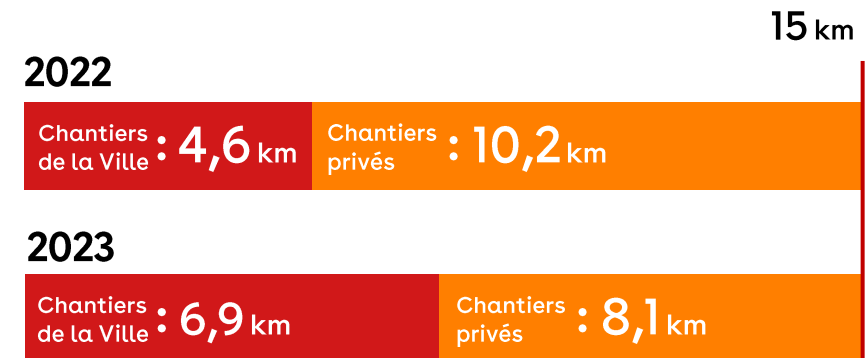 15 km
2022
Chantiers
de la Ville : 4,6 km
Chantiers
privés : 10,2 km
2023
Chantiers
de la Ville : 6,9 km
Chantiers
privés : 8,1 km